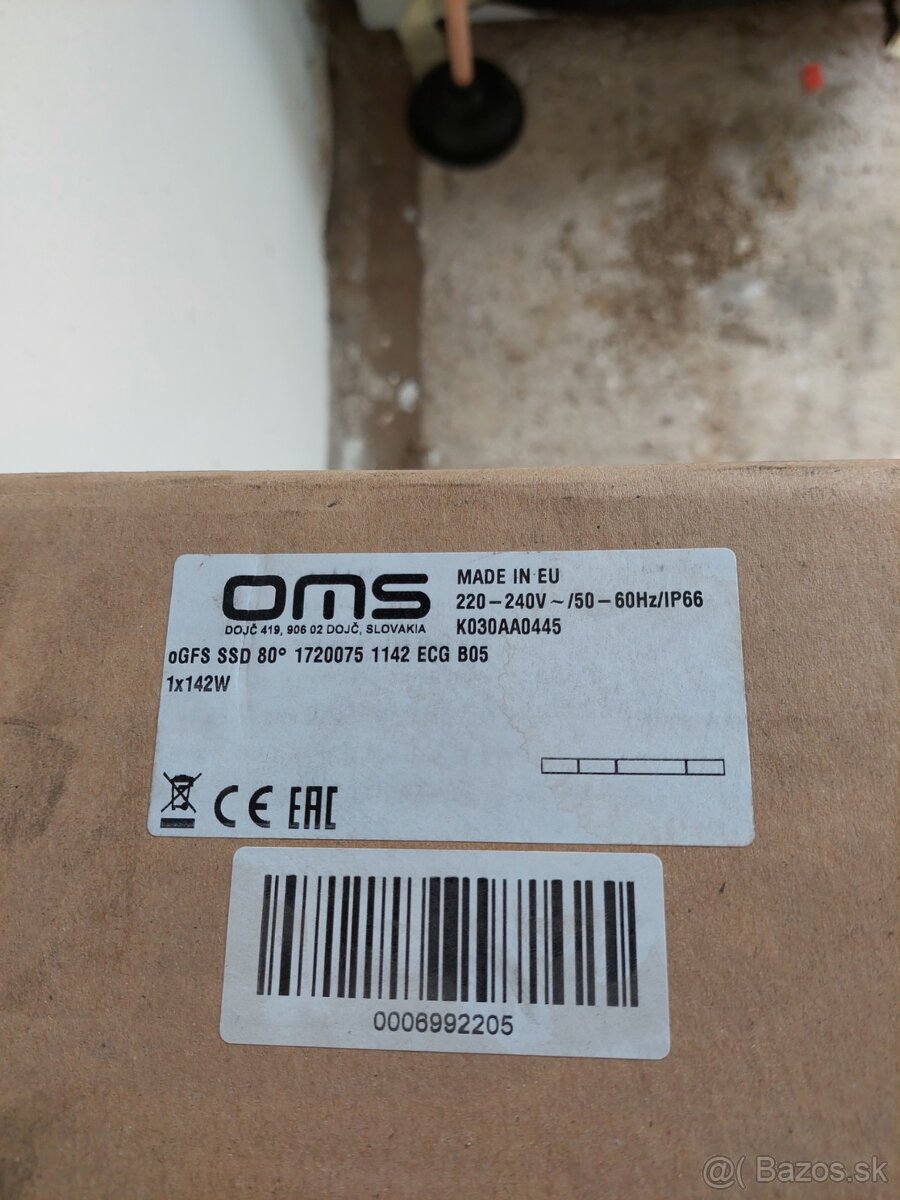 oms
DOJČ 419, 906 02 DOJČ, SLOVAKIA
MADE IN EU
220-240V~/50-60Hz/IP66
K030AA0445
oGFS SSD 80° 1720075 1142 ECG B05
1x142W
CE EAC
0006992205
@( Bazos.sk